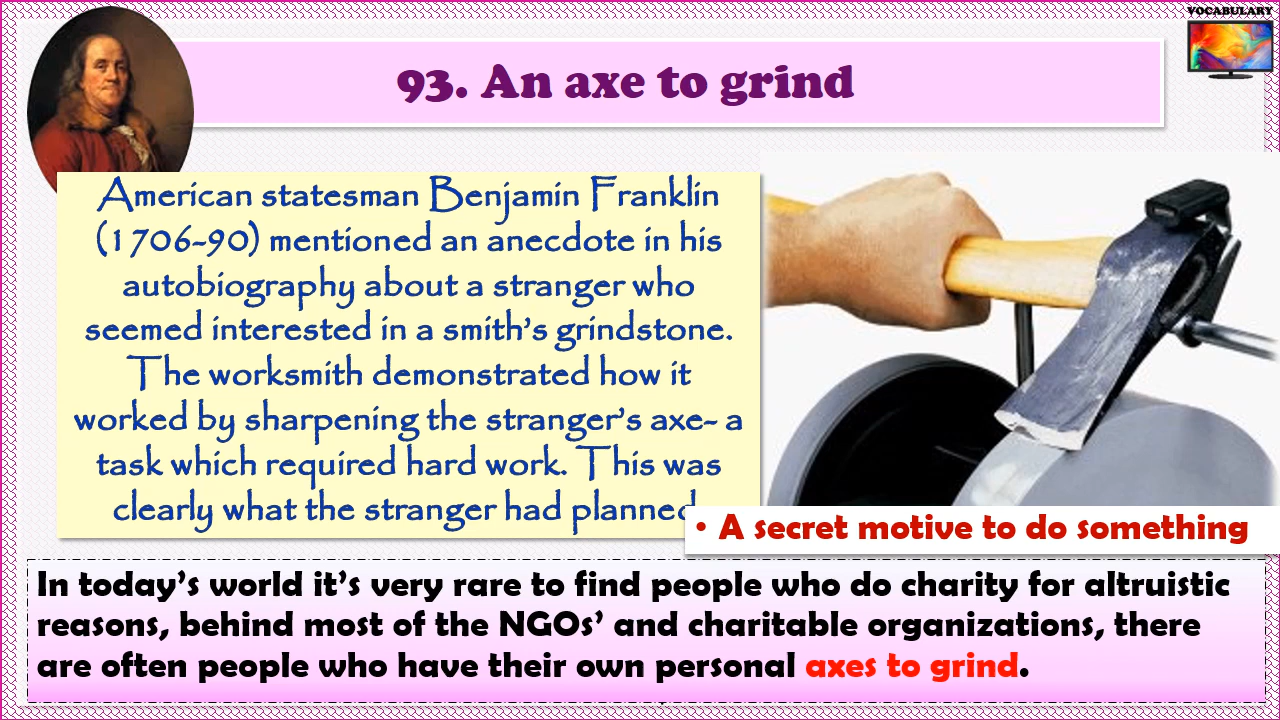 VOCABULARY
93. An axe to grind
American statesman Benjamin Franklin
(1706-90) mentioned an anecdote in his
autobiography about a stranger who
seemed interested in a smith's grindstone.
The worksmith demonstrated how it
worked by sharpening the stranger's axe- a
task which required hard work. This was
clearly what the stranger had planned
• A secret motive to do something
In today's world it's very rare to find people who do charity for altruistic
reasons, behind most of the NGOs' and charitable organizations, there
are often people who have their own personal axes to grind.